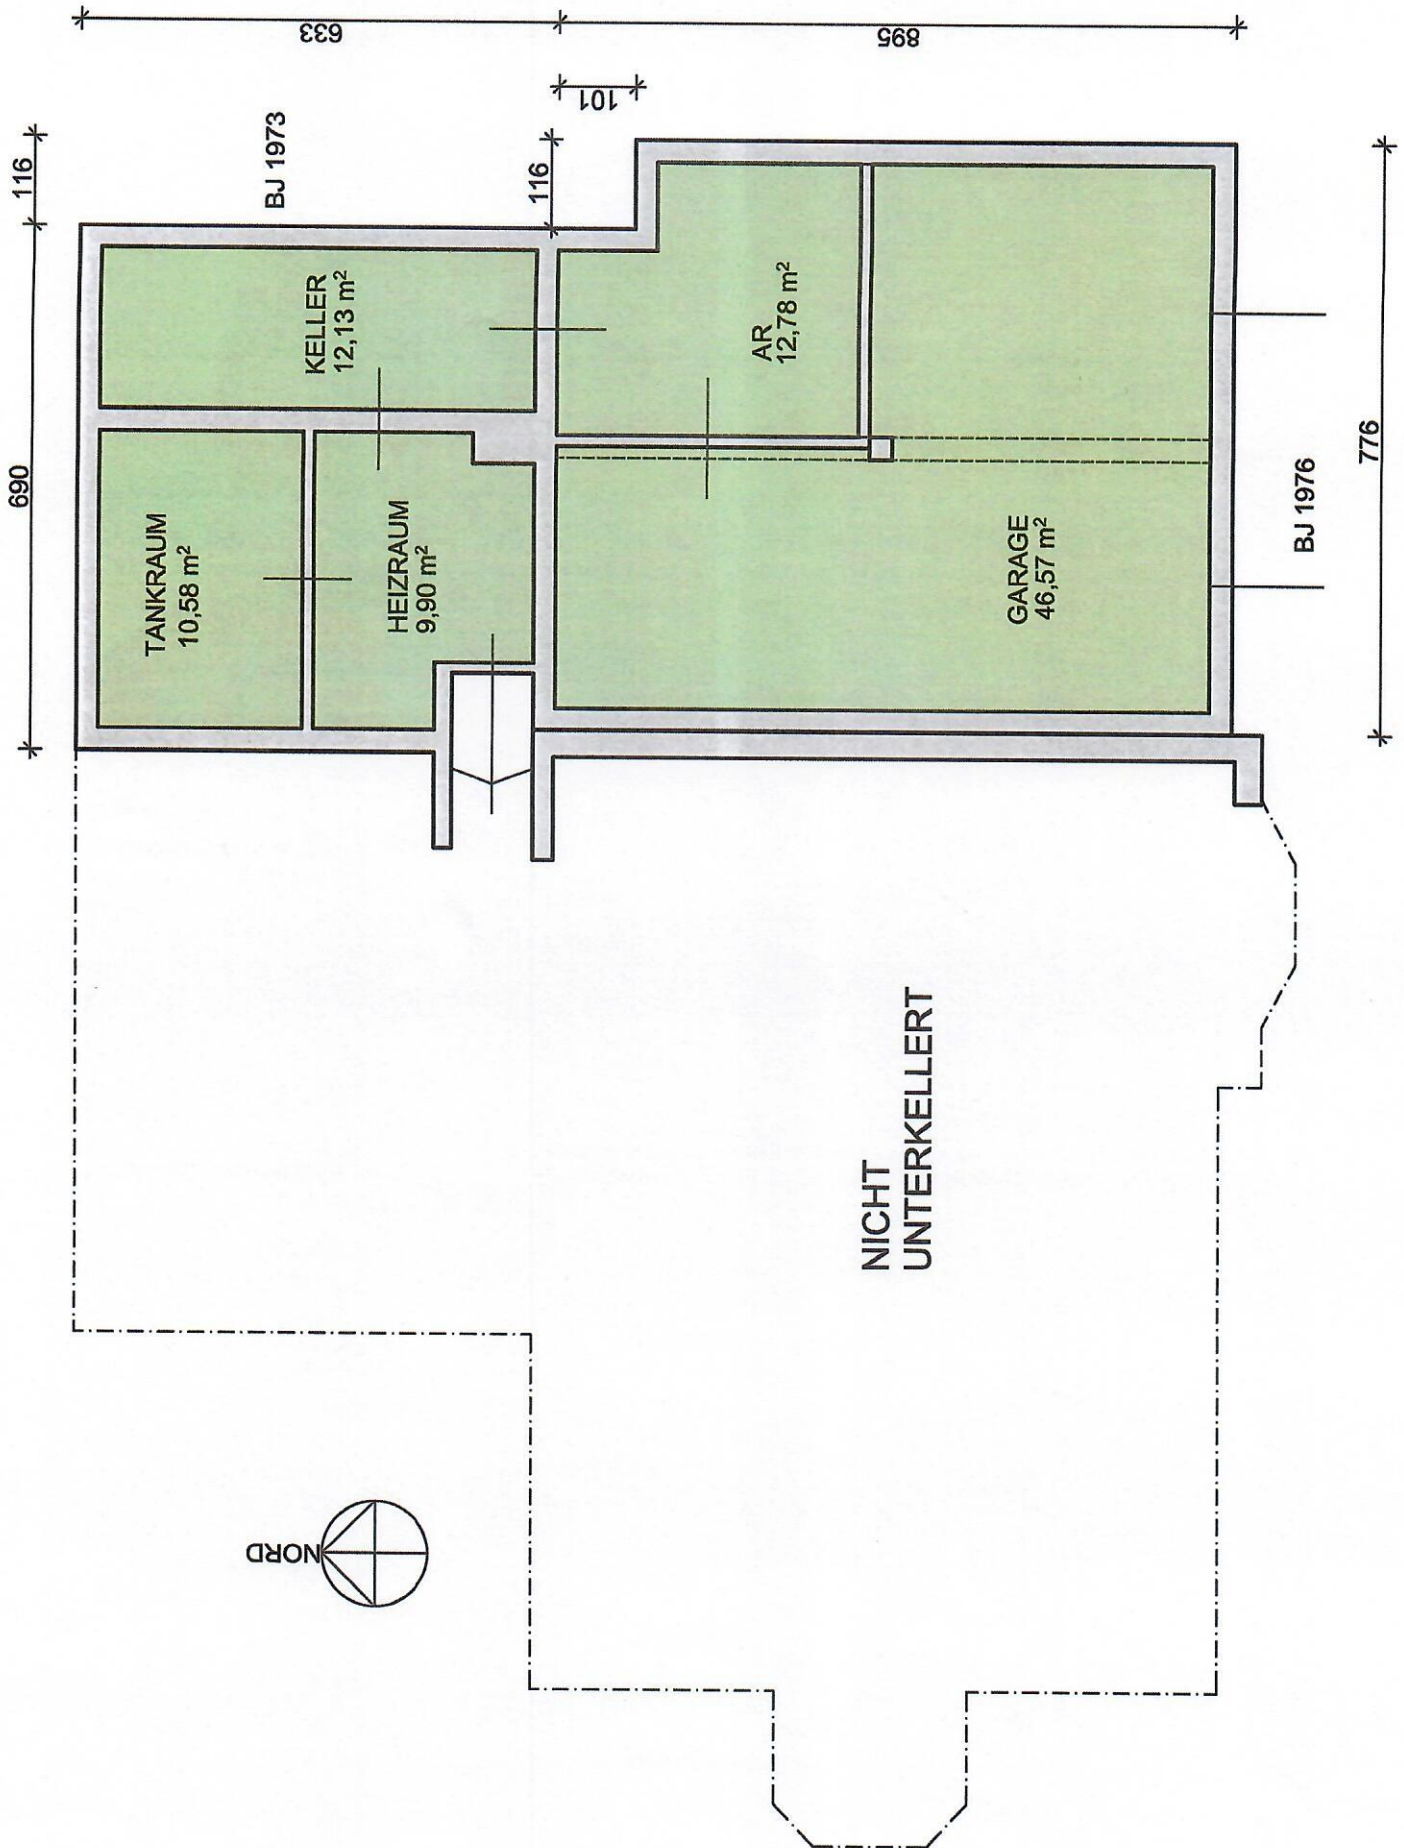 633
895
101
116
BJ 1973
116
690
KELLER
12,13 m²
TANKRAUM
10,58 m²
HEIZRAUM
9,90 m²
AR
12,78 m²
GARAGE
46,57 m²
776
BJ 1976
NICHT
UNTERKELLERT
NORD